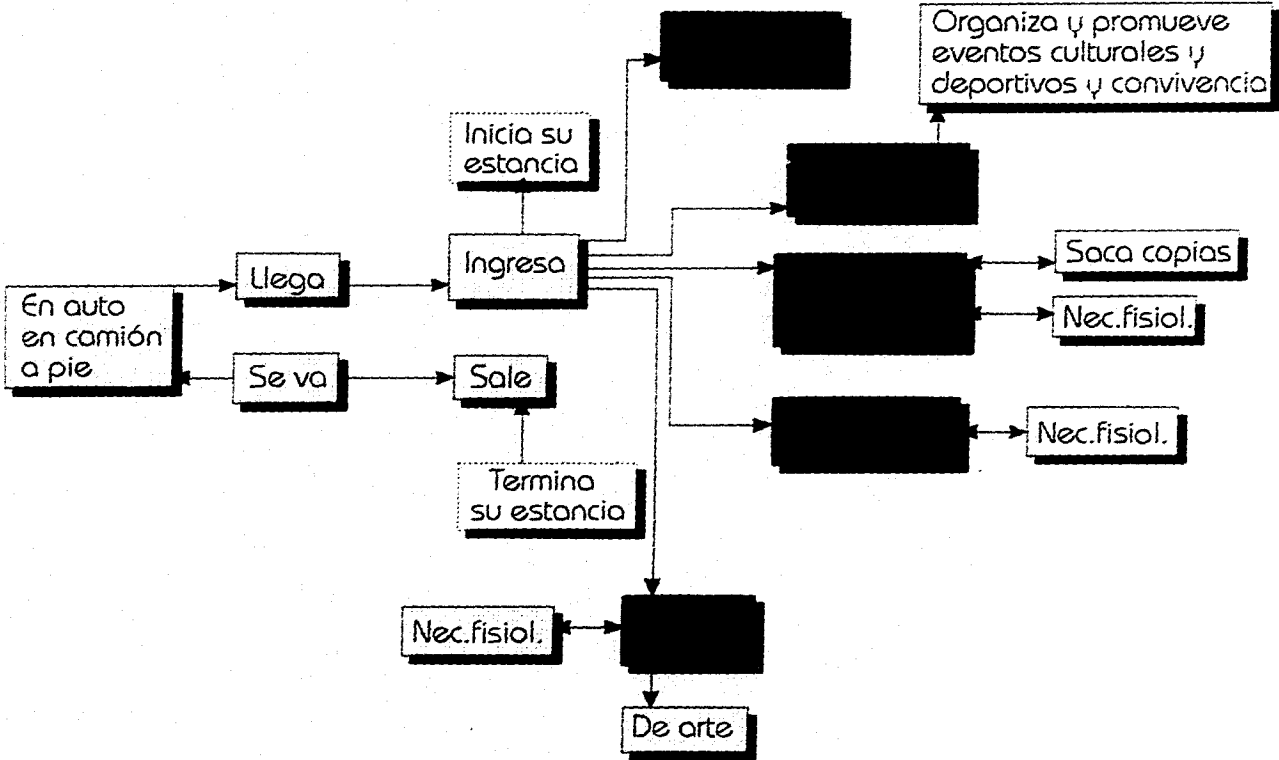 Organiza y promueve
eventos culturales y
deportivos y convivencia
Inicia su
estancia
Ingresa
Llega
Saca copias
En auto
en camión
a pie
Nec.fisiol.
Se va
Sale
Nec.fisiol.
Termina
su estancia
Nec.fisiol.
De arte